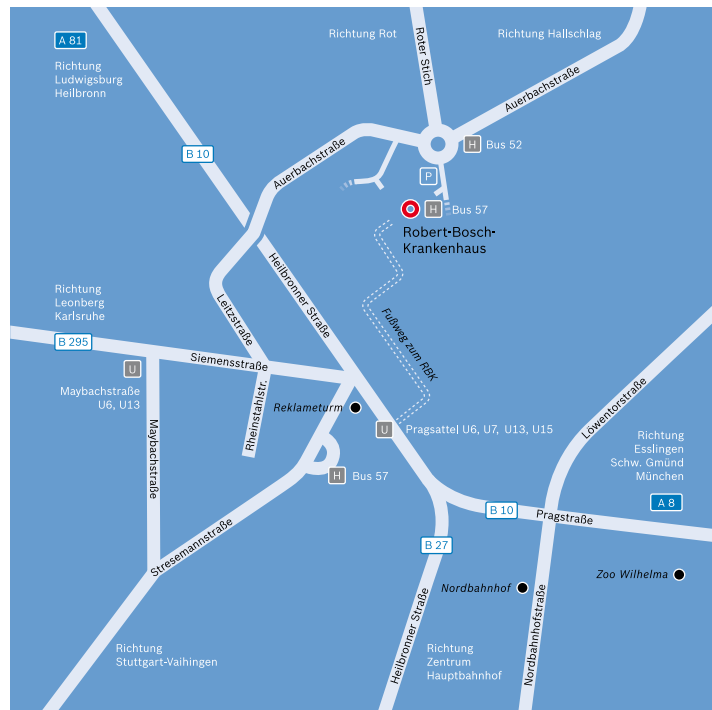 A 81
Richtung
Ludwigsburg
Heilbronn
Richtung Rot
Roter Stich
Richtung Hallschlag
Auerbachstraße
B 10
Auerbachstraße
H Bus 52
P
H Bus 57
Robert-Bosch-
Krankenhaus
Richtung
Leonberg
Karlsruhe
B 295
Leitzstraße
Heilbronner Straße
Fußweg zum RBK
Siemensstraße
U
Maybachstraße
U6, U13
Maybachstraße
Rheinstahlstr.
Reklameturm
U Pragsattel U6, U7, U13, U15
Löwentorstraße
Richtung
Esslingen
Schw. Gmünd
München
A 8
H Bus 57
Stresemannstraße
B 10
Pragstraße
B 27
Nordbahnhof
Zoo Wilhelma
Heilbronner Straße
Nordbahnhofstraße
Richtung
Stuttgart-Vaihingen
Richtung
Zentrum
Hauptbahnhof